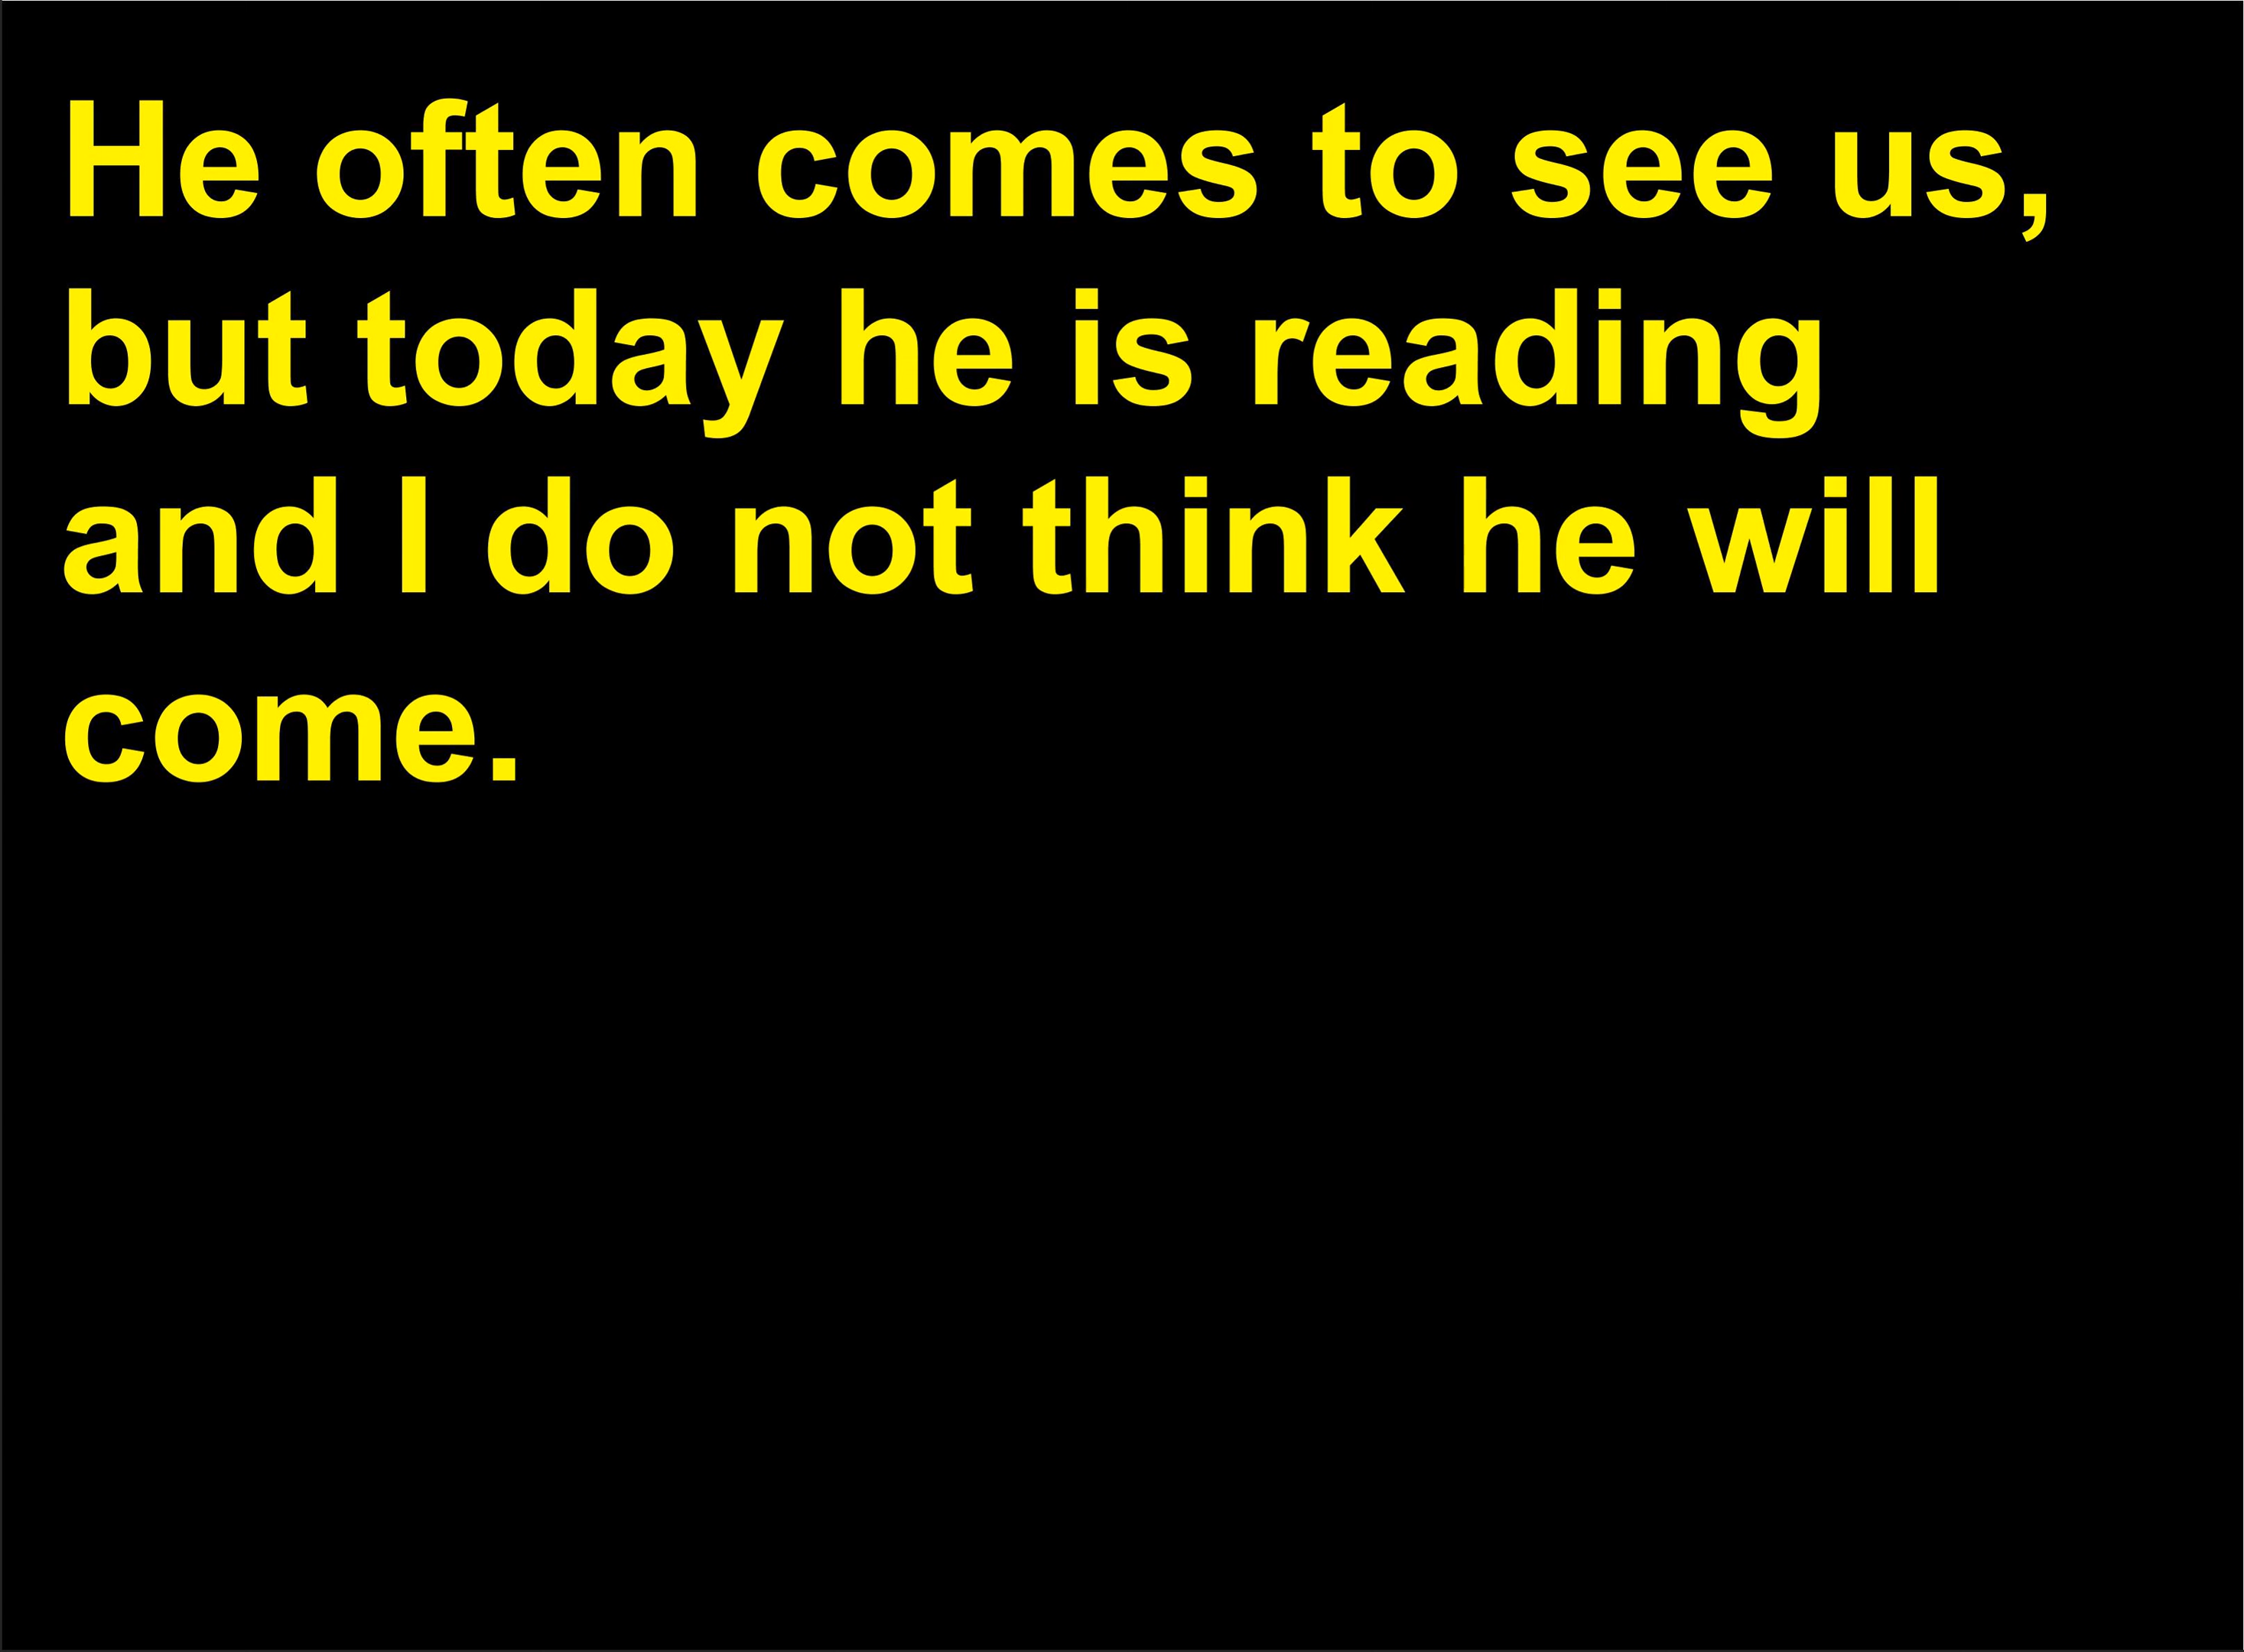 He often comes to see us,
but today he is reading
and I do not think he will
come.